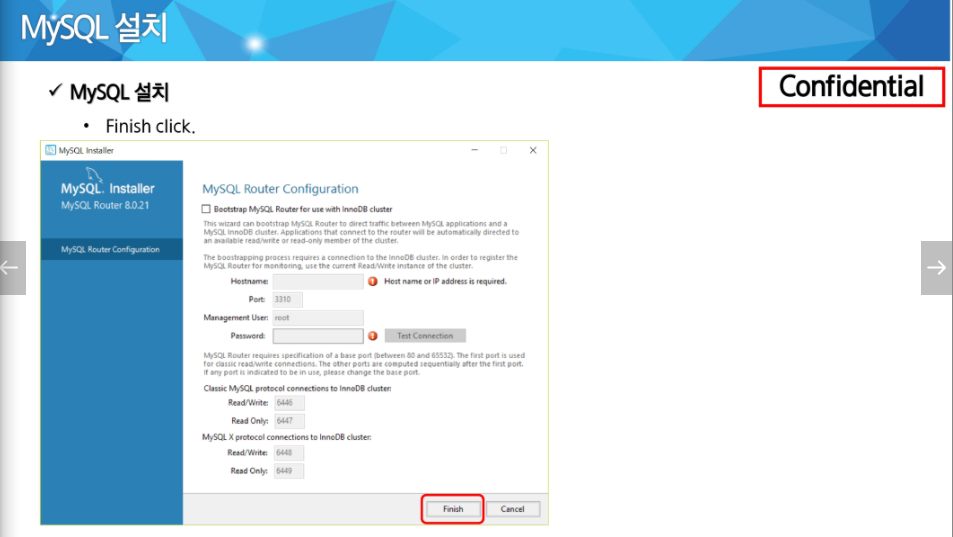 MySQL 설치
✓ MySQL 설치
Confidential
• Finish click.
MySQL Installer
MySQL. Installer
MySQL Router 8.0.21
MySQL Router Configuration
MySQL Router Configuration
Bootstrap MySQL Router for use with InnoDB cluster
This wizard can bootstrap MySQL Router to direct traffic between MySQL applications and a
MySQL InnoDB cluster. Applications that connect to the router will be automatically directed to
an available read/write or read-only member of the cluster.
The boostrapping process requires a connection to the InnoDB cluster. In order to register the
MySQL Router for monitoring, use the current Read/Write instance of the cluster.
Hostname: Host name or IP address is required.
Port: 3310
Management User: root
Password: Test Connection
MySQL Router requires specification of a base port (between 80 and 65532). The first port is used
for classic read/write connections. The other ports are computed sequentially after the first port.
If any port is indicated to be in use, please change the base port.
Classic MySQL protocol connections to InnoDB cluster:
Read/Write: 6446
Read Only: 6447
MySQL X protocol connections to InnoDB cluster:
Read/Write: 6448
Read Only: 6449
Finish Cancel